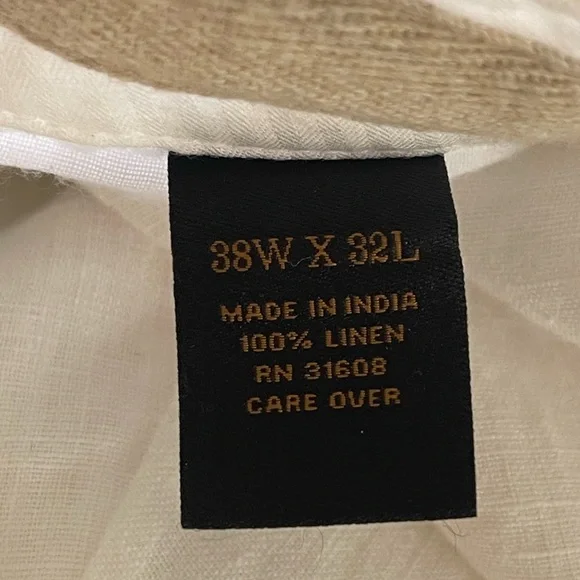 38W X 32L
MADE IN INDIA
100% LINEN
RN 31608
CARE OVER